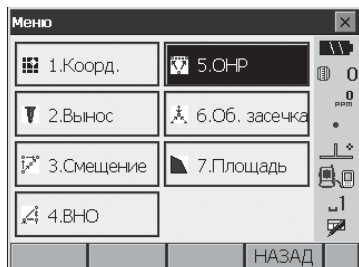 Меню
1.Коорд.
5.ОНР
2.Вынос
6.Об. засечка
3.Смещение
7.Площадь
4.ВНО
0
0
PPM
1
НАЗАД